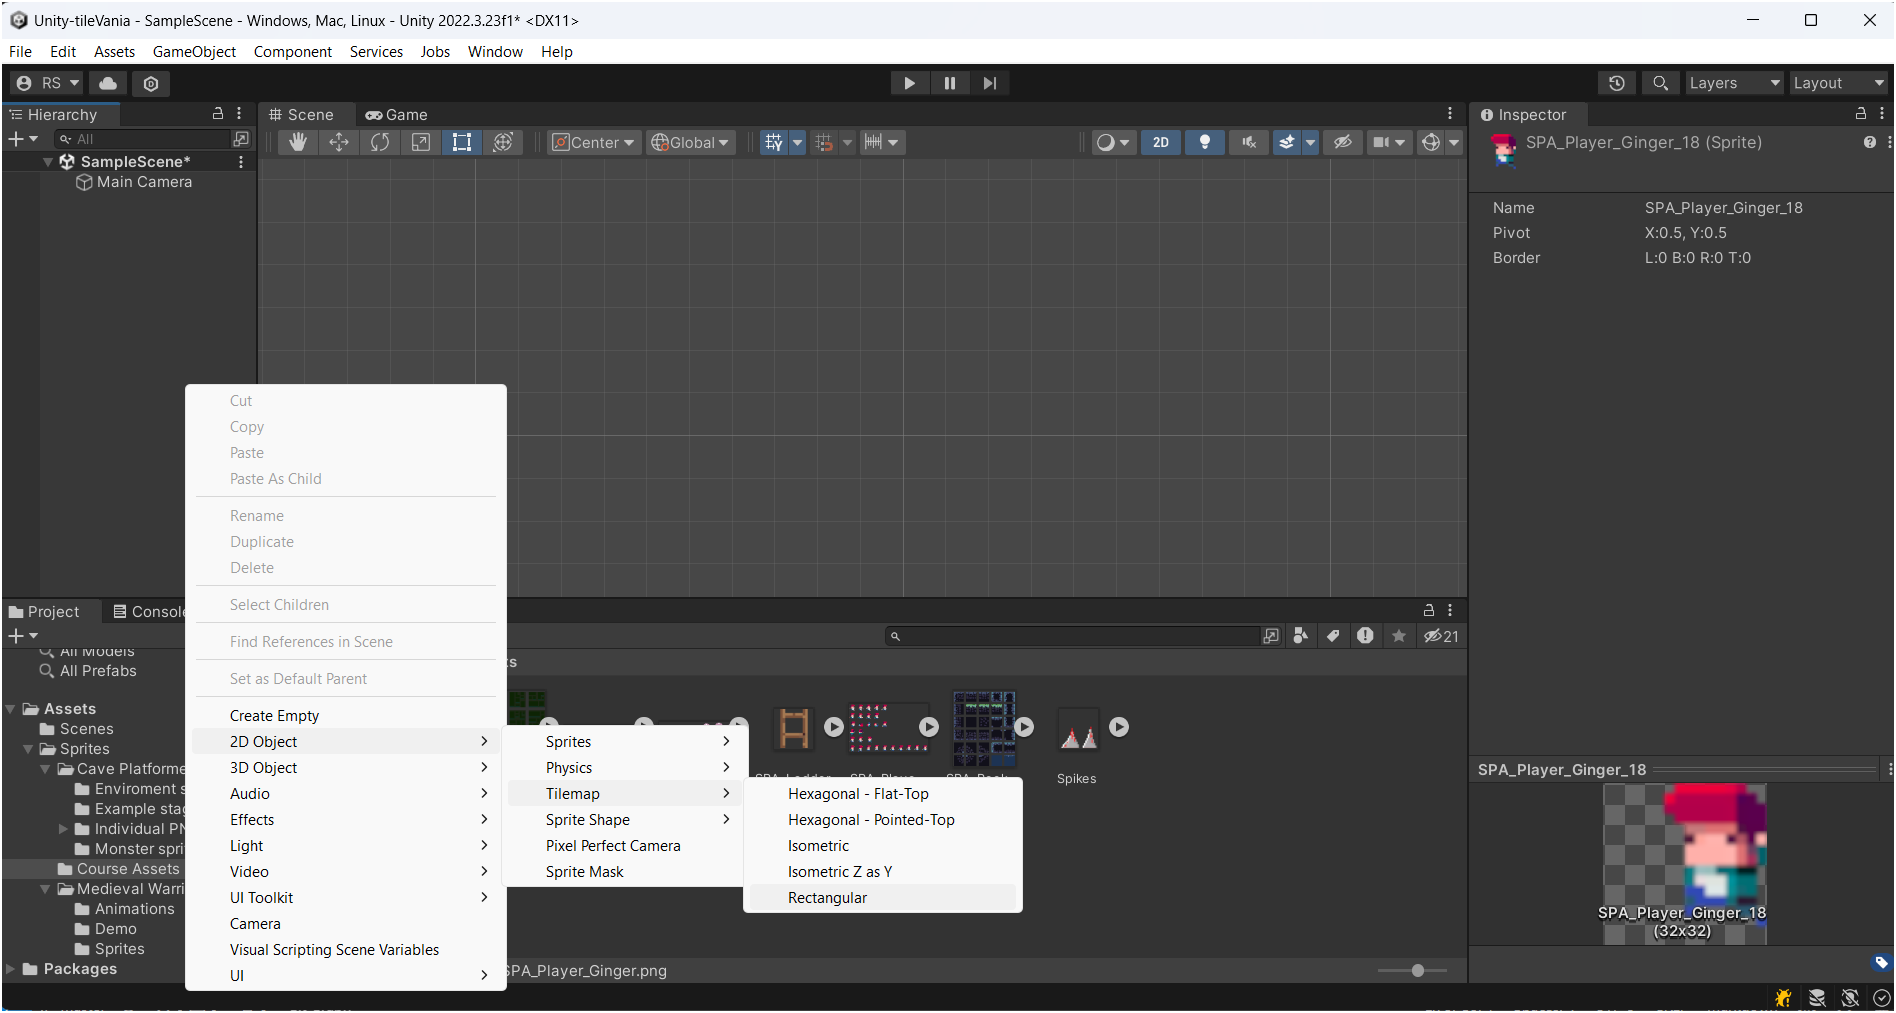 Unity-tileVania - SampleScene - Windows, Mac, Linux - Unity 2022.3.23f1* <DX11>
File Edit Assets GameObject Component Services Jobs Window Help
RS Layers Layout
Hierarchy
All
SampleScene*
Main Camera
Scene Game
Center Global 2D
Inspector
SPA_Player_Ginger_18 (Sprite)
Name SPA_Player_Ginger_18
Pivot X:0.5, Y:0.5
Border L:0 B:0 R:0 T:0
Cut
Copy
Paste
Paste As Child
Rename
Duplicate
Delete
Select Children
Find References in Scene
Set as Default Parent
Create Empty
2D Object
3D Object
Audio
Effects
Light
Video
UI Toolkit
Camera
Visual Scripting Scene Variables
UI
Sprites
Physics
Tilemap
Sprite Shape
Pixel Perfect Camera
Sprite Mask
Hexagonal - Flat-Top
Hexagonal - Pointed-Top
Isometric
Isometric Z as Y
Rectangular
Project Console
21
All Models
All Prefabs
Assets
Scenes
Sprites
Cave Platforme
Enviroment s
Example stag
Individual PN
Monster spri
Course Assets
Medieval Warri
Animations
Demo
Sprites
Packages
ts
Spikes
SPA_Player_Ginger.png
SPA_Player_Ginger_18
SPA_Player_Ginger_18
(32x32)